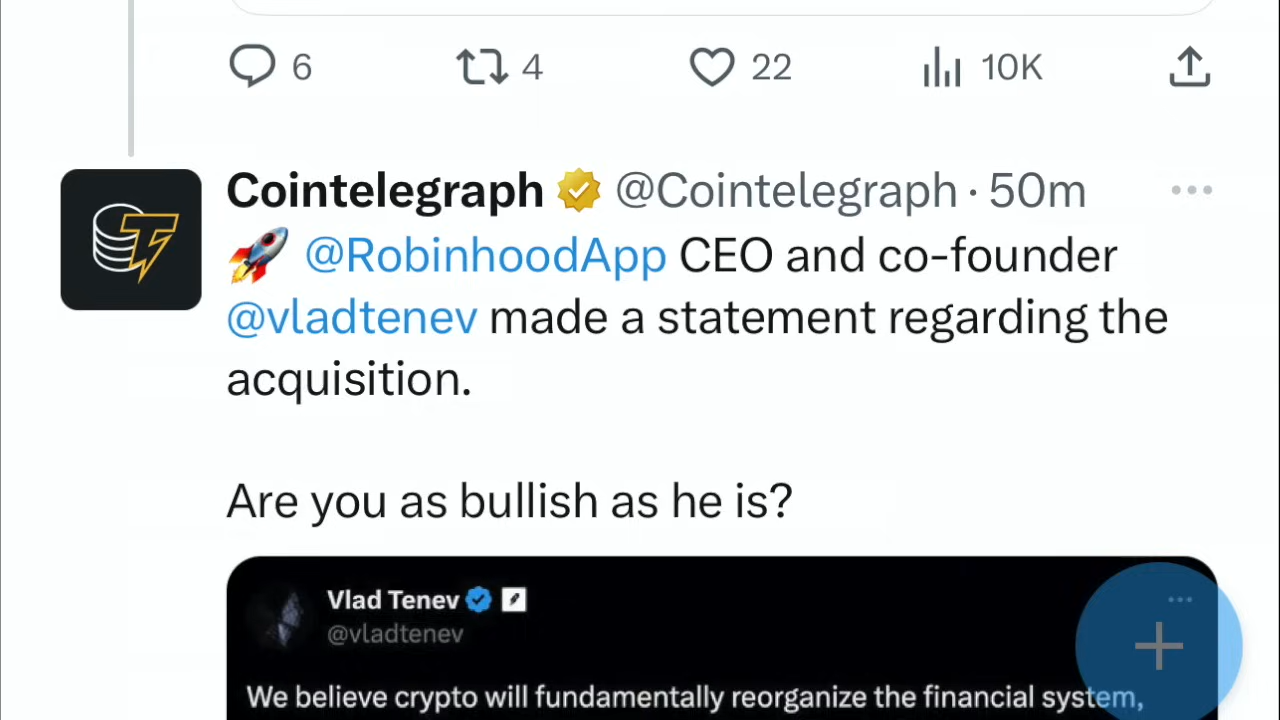 6 4 22 10K
Cointelegraph @Cointelegraph · 50m
🚀 @RobinhoodApp CEO and co-founder
@vladtenev made a statement regarding the
acquisition.
Are you as bullish as he is?
Vlad Tenev
@vladtenev
We believe crypto will fundamentally reorganize the financial system,